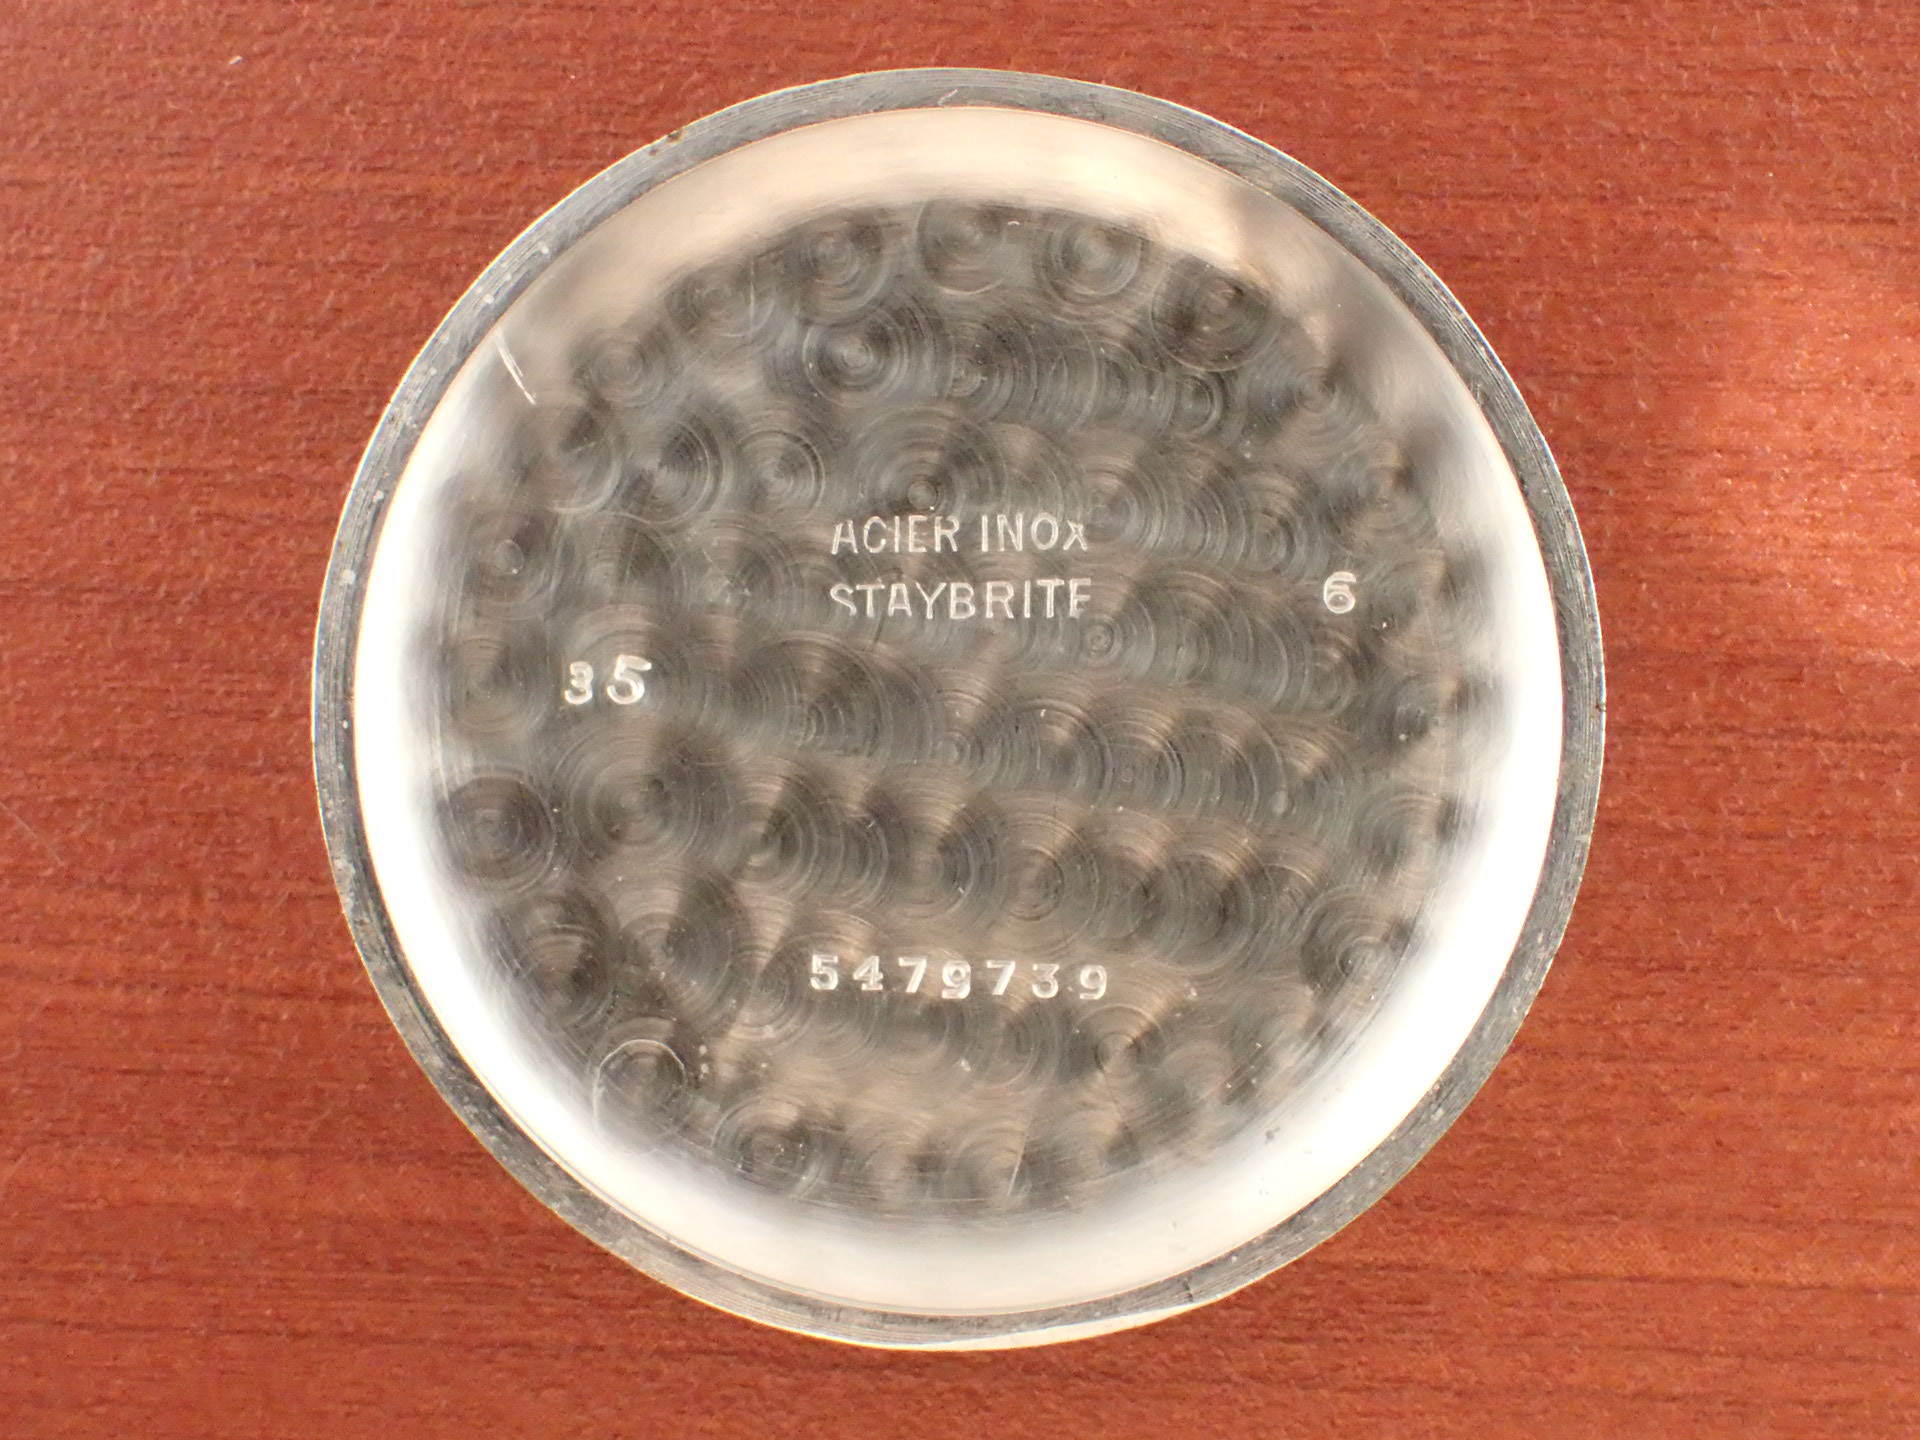 ACIER INOX
STAYBRITE
6
35
5479739